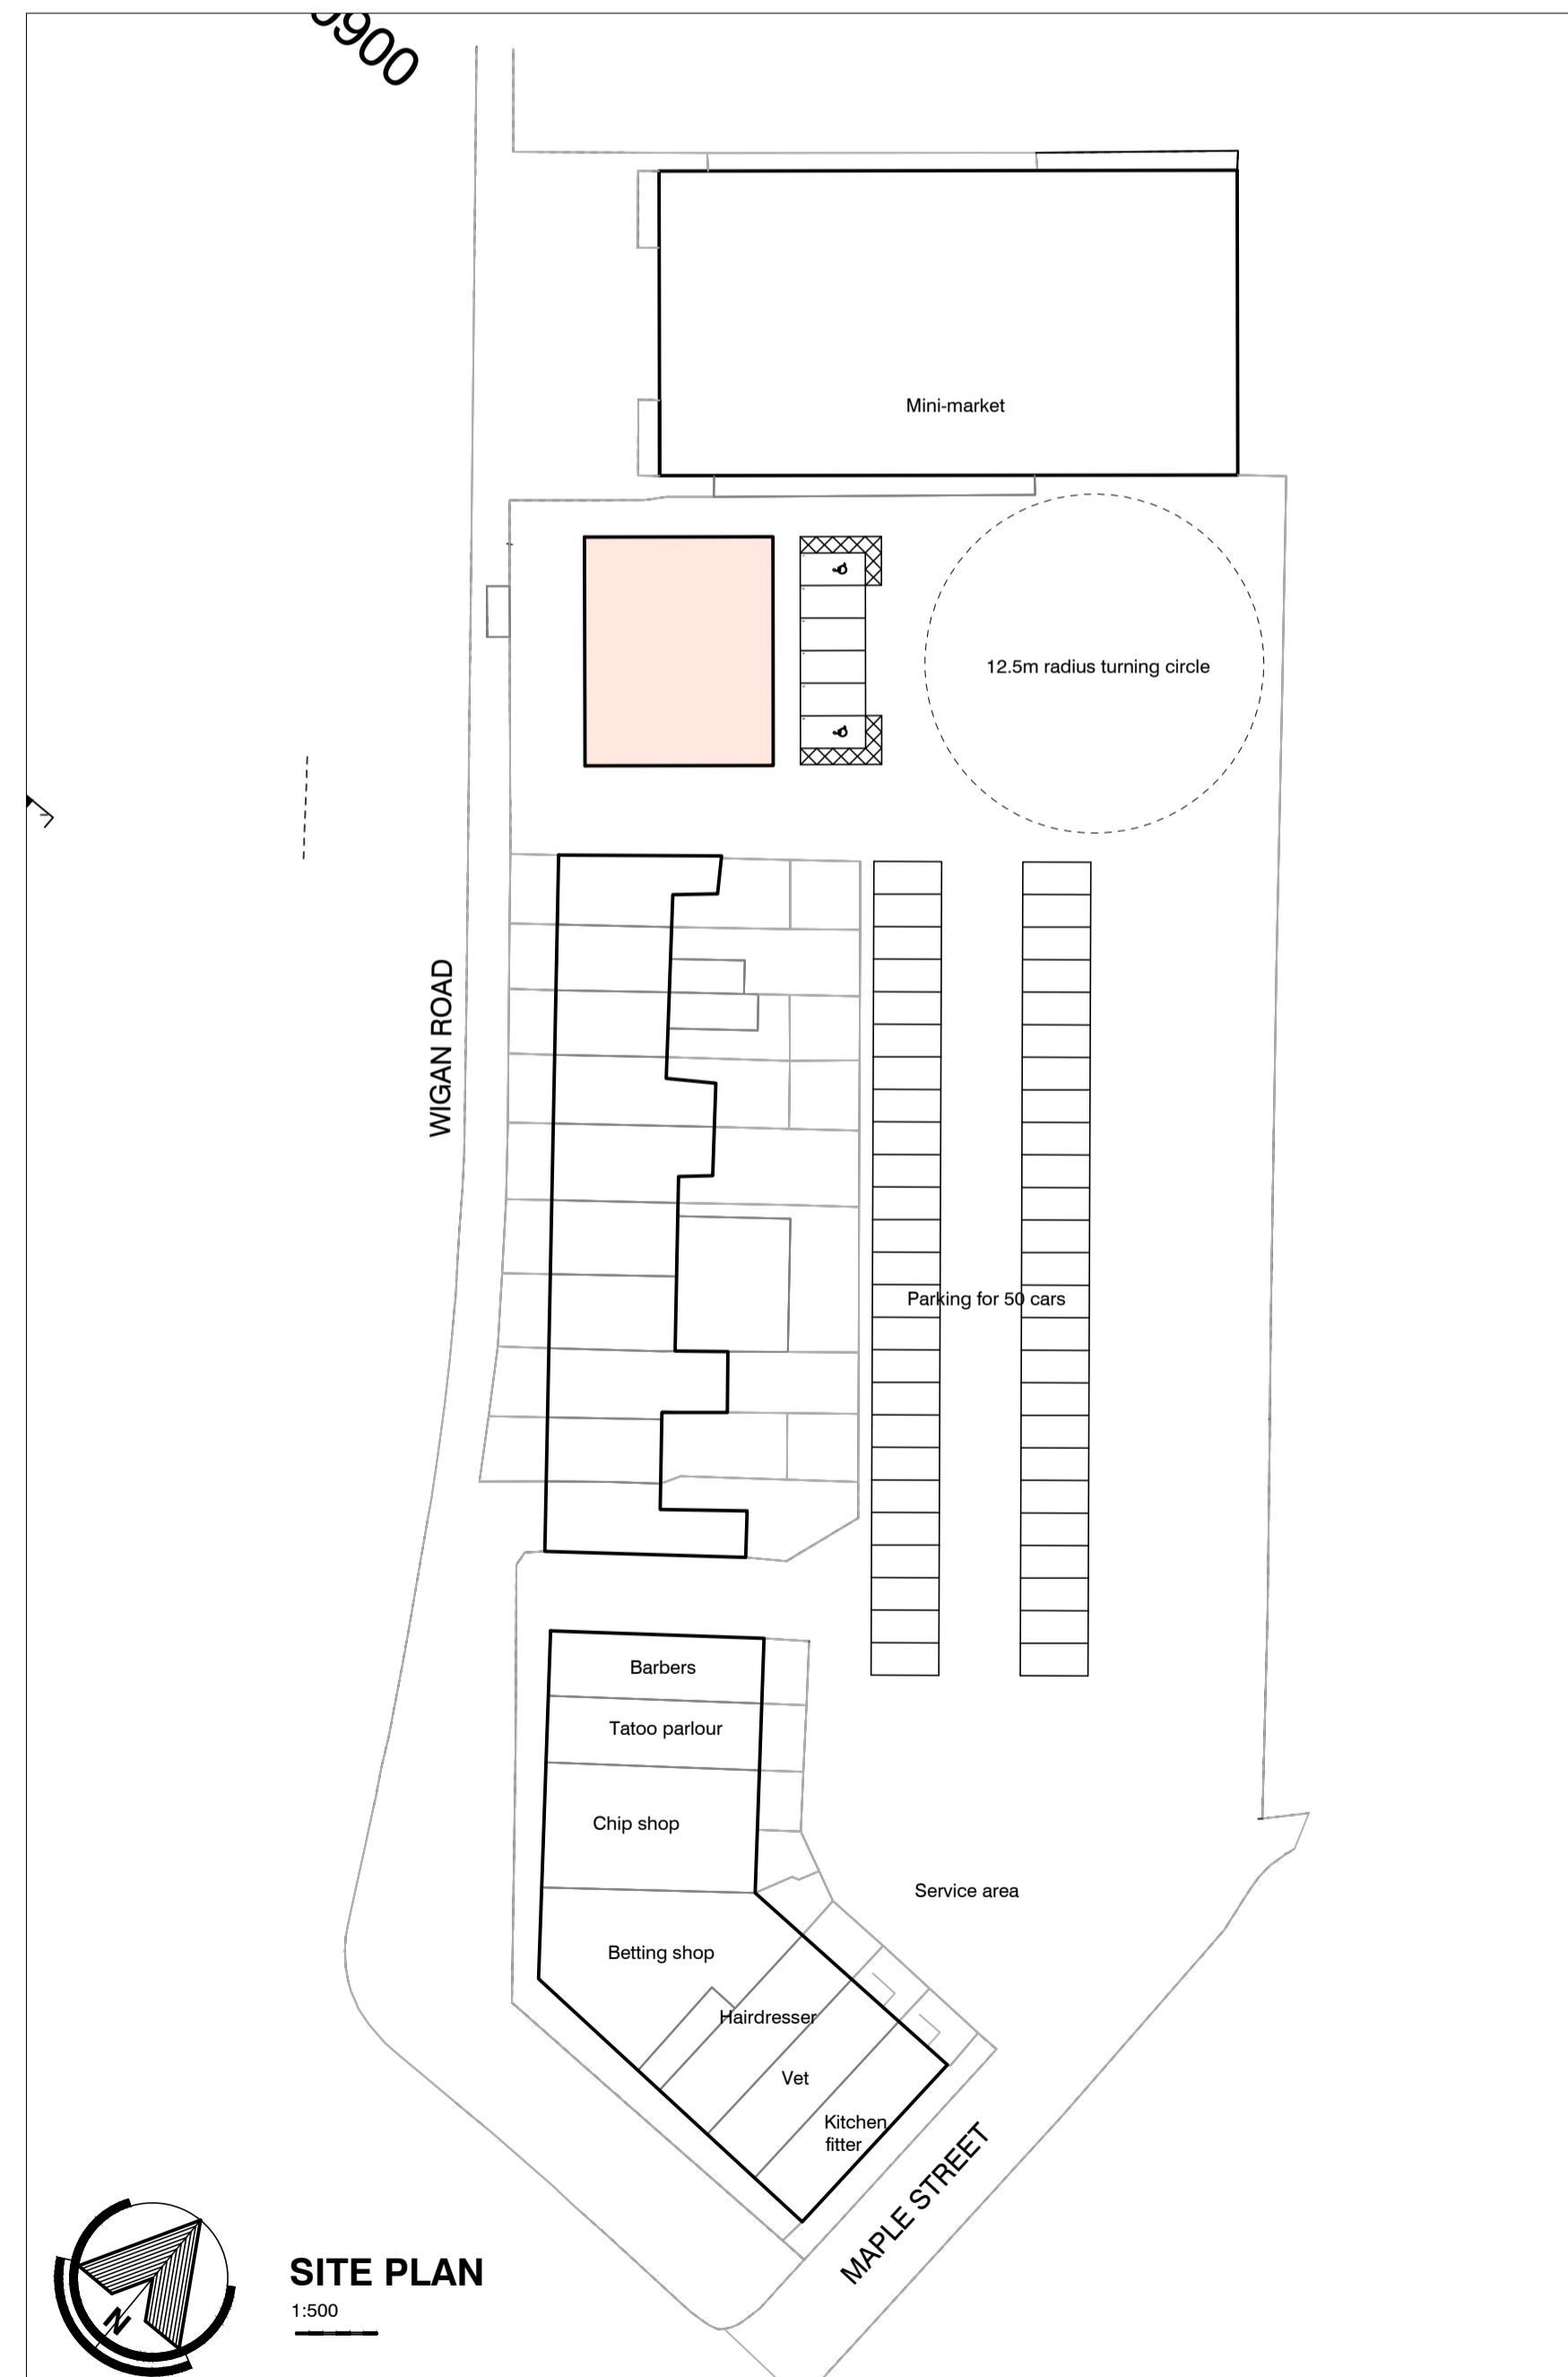 9900
Mini-market
12.5m radius turning circle
WIGAN ROAD
Parking for 50 cars
Barbers
Tatoo parlour
Chip shop
Service area
Betting shop
Hairdresser
Vet
Kitchen
fitter
MAPLE STREET
N
SITE PLAN
1:500